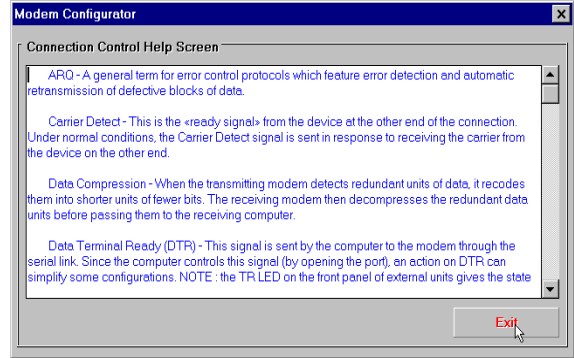 Modem Configurator
Connection Control Help Screen
ARQ - A general term for error control protocols which feature error detection and automatic
retransmission of defective blocks of data.
Carrier Detect - This is the «ready signal» from the device at the other end of the connection.
Under normal conditions, the Carrier Detect signal is sent in response to receiving the carrier from
the device on the other end.
Data Compression - When the transmitting modem detects redundant units of data, it recodes
them into shorter units of fewer bits. The receiving modem then decompresses the redundant data
units before passing them to the receiving computer.
Data Terminal Ready (DTR) - This signal is sent by the computer to the modem through the
serial link. Since the computer controls this signal (by opening the port), an action on DTR can
simplify some configurations. NOTE : the TR LED on the front panel of external units gives the state
Exit